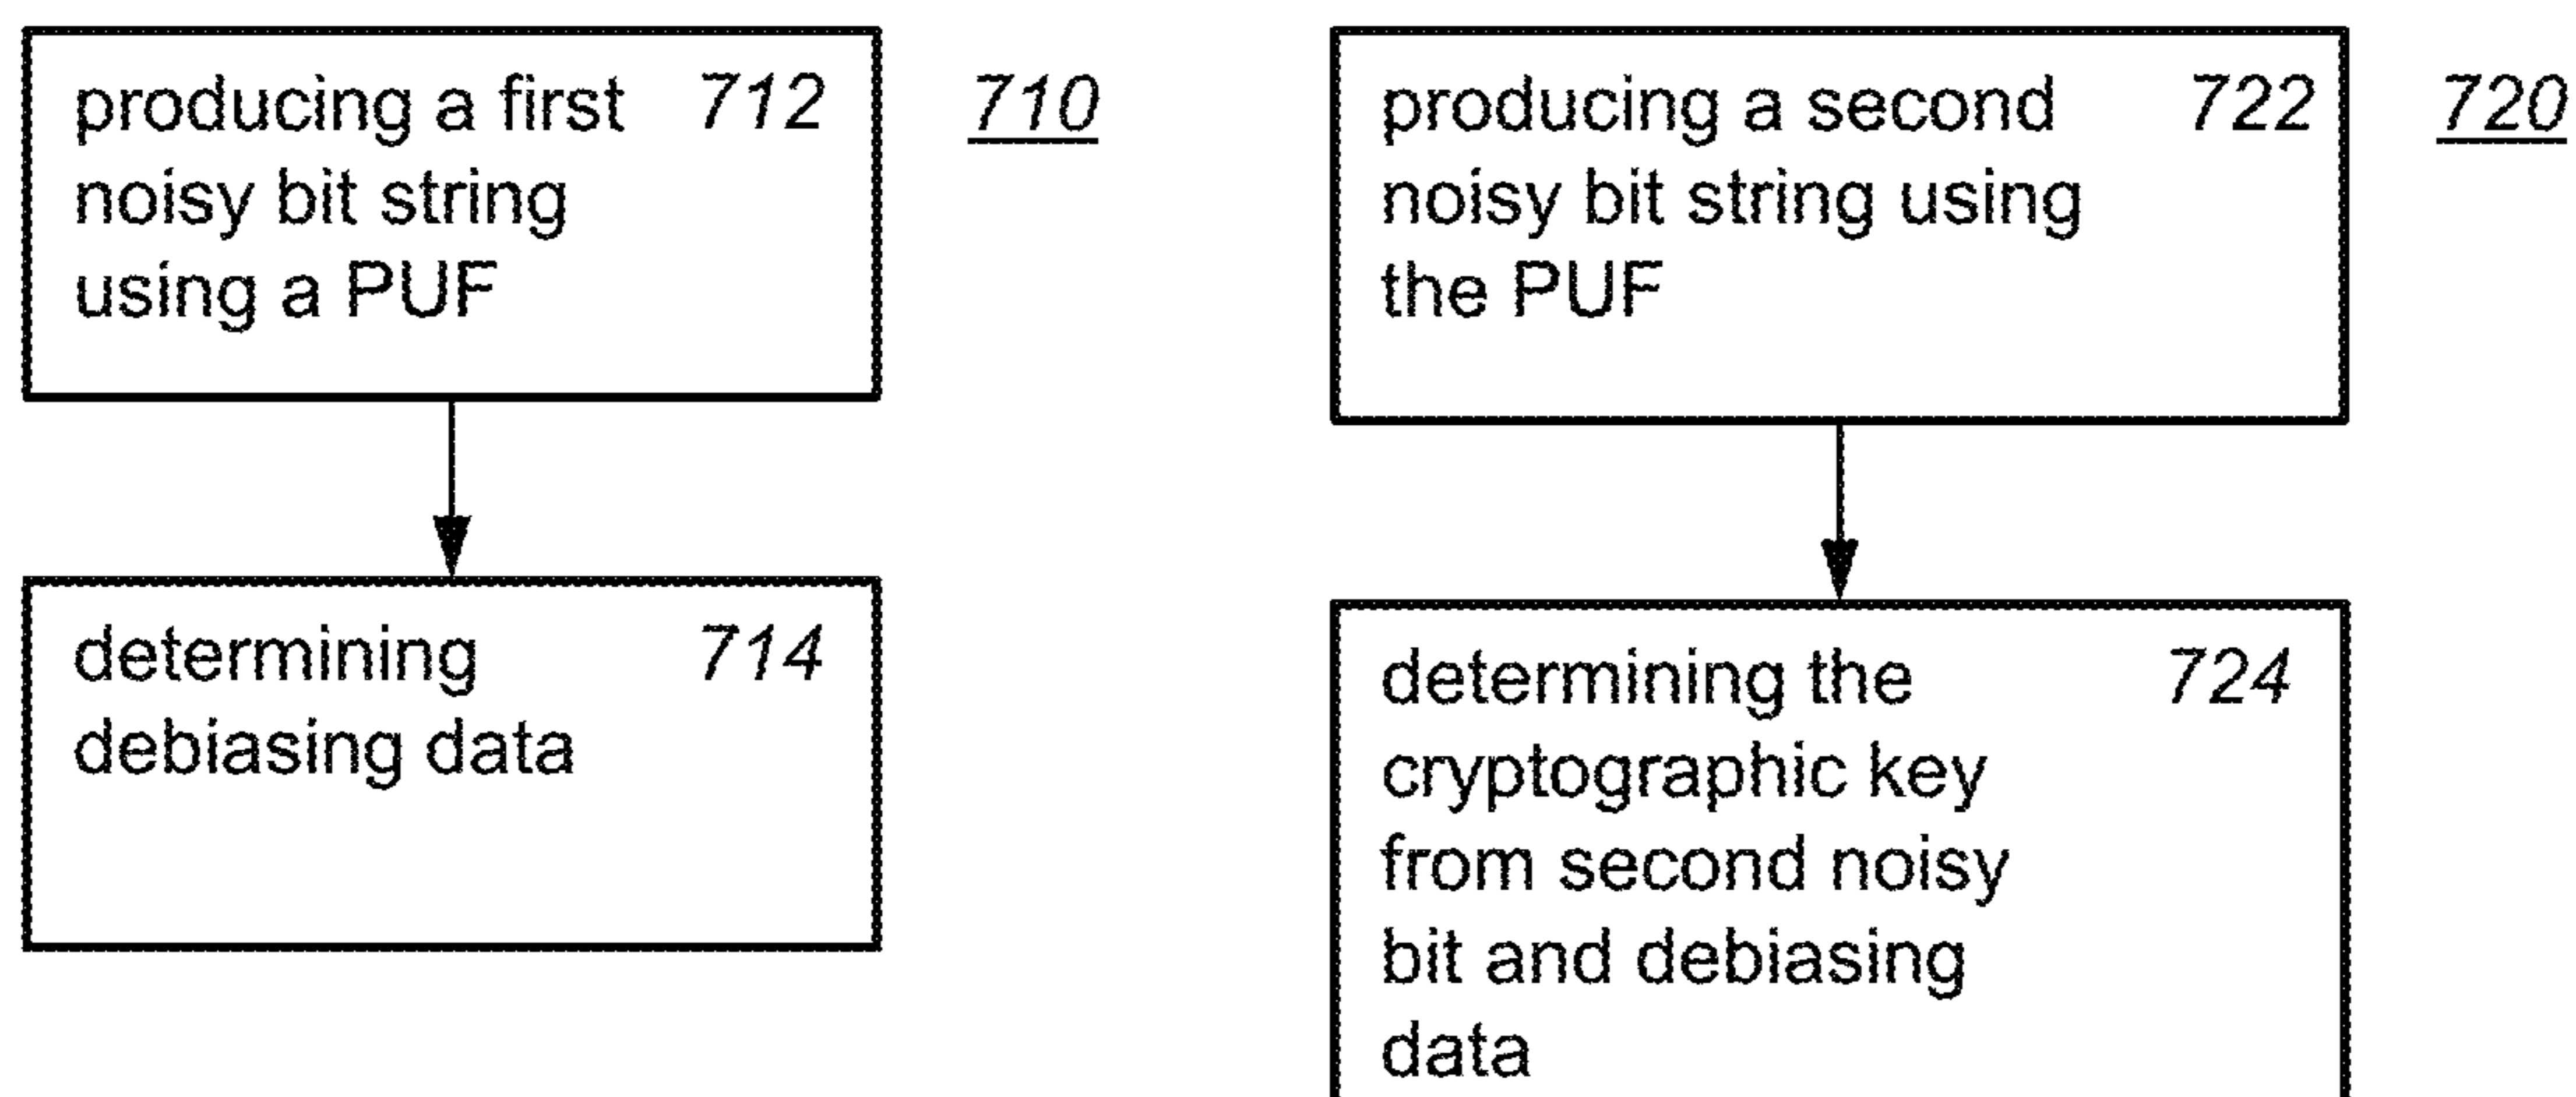 producing a first 712
noisy bit string
using a PUF
710
determining 714
debiasing data
producing a second 722
noisy bit string using
the PUF
720
determining the 724
cryptographic key
from second noisy
bit and debiasing
data